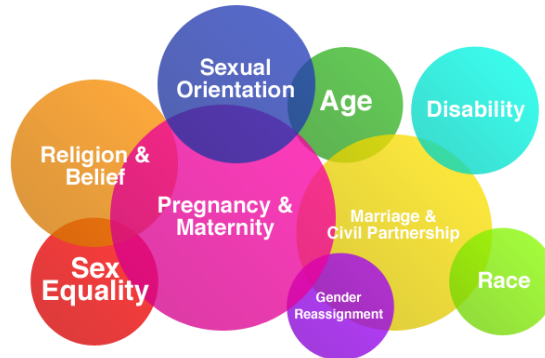 Sexual
Orientation
Age
Disability
Religion &
Belief
Pregnancy &
Maternity
Marriage &
Civil Partnership
Sex
Equality
Gender
Reassignment
Race